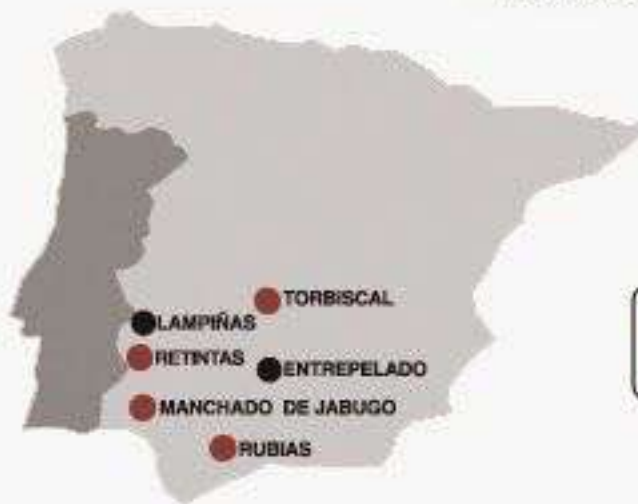 TORBISCAL
LAMPIÑAS
RETINTAS
ENTREPELADO
MANCHADO DE JABUGO
RUBIAS